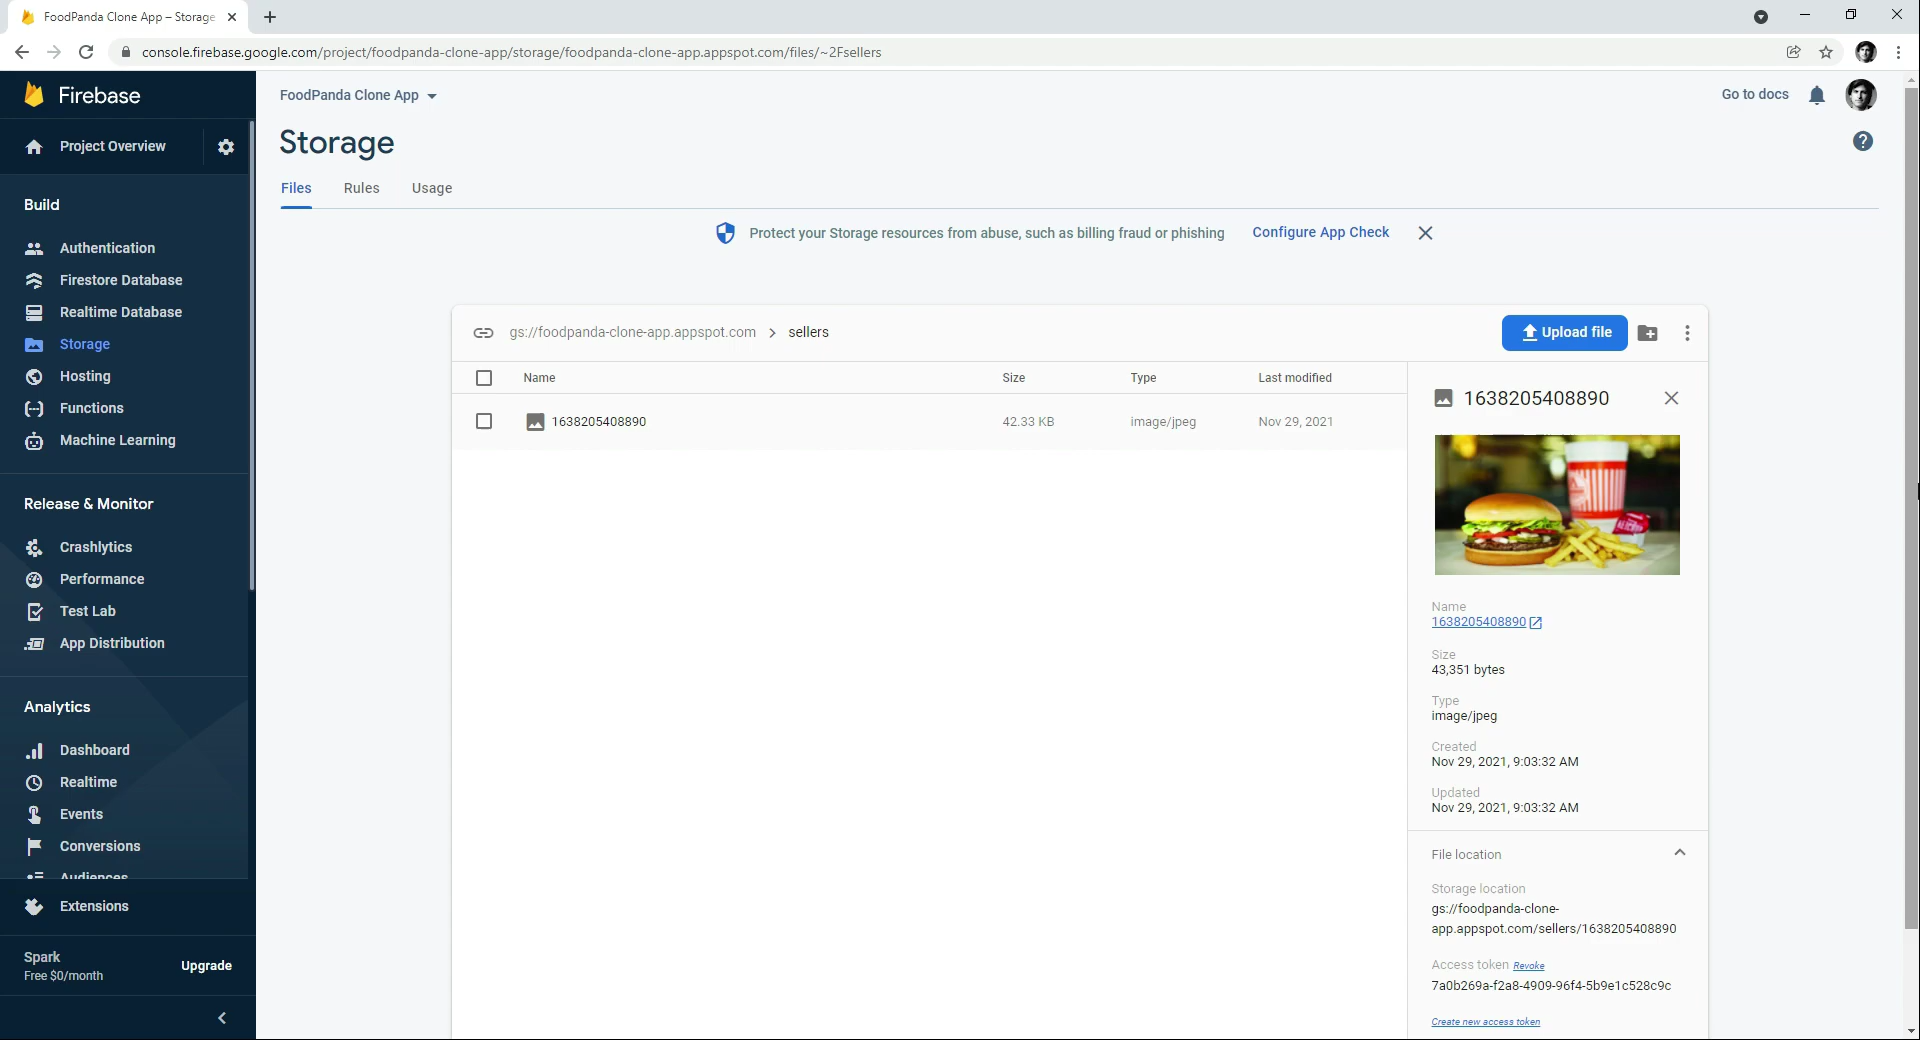 FoodPanda Clone App – Storage
console.firebase.google.com/project/foodpanda-clone-app/storage/foodpanda-clone-app.appspot.com/files/~2Fsellers
Firebase
Project Overview
Build
Authentication
Firestore Database
Realtime Database
Storage
Hosting
Functions
Machine Learning
Release & Monitor
Crashlytics
Performance
Test Lab
App Distribution
Analytics
Dashboard
Realtime
Events
Conversions
Audiences
Extensions
Spark
Free $0/month
Upgrade
FoodPanda Clone App
Go to docs
Storage
Files Rules Usage
Protect your Storage resources from abuse, such as billing fraud or phishing Configure App Check
gs://foodpanda-clone-app.appspot.com > sellers
Upload file
Name Size Type Last modified
1638205408890 42.33 KB image/jpeg Nov 29, 2021
1638205408890
Name
1638205408890
Size
43,351 bytes
Type
image/jpeg
Created
Nov 29, 2021, 9:03:32 AM
Updated
Nov 29, 2021, 9:03:32 AM
File location
Storage location
gs://foodpanda-clone-
app.appspot.com/sellers/1638205408890
Access token Revoke
7a0b269a-f2a8-4909-96f4-5b9e1c528c9c
Create new access token